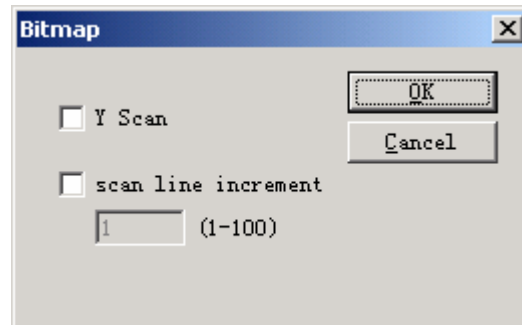 Bitmap
OK
Y Scan
Cancel
scan line increment
1 (1-100)